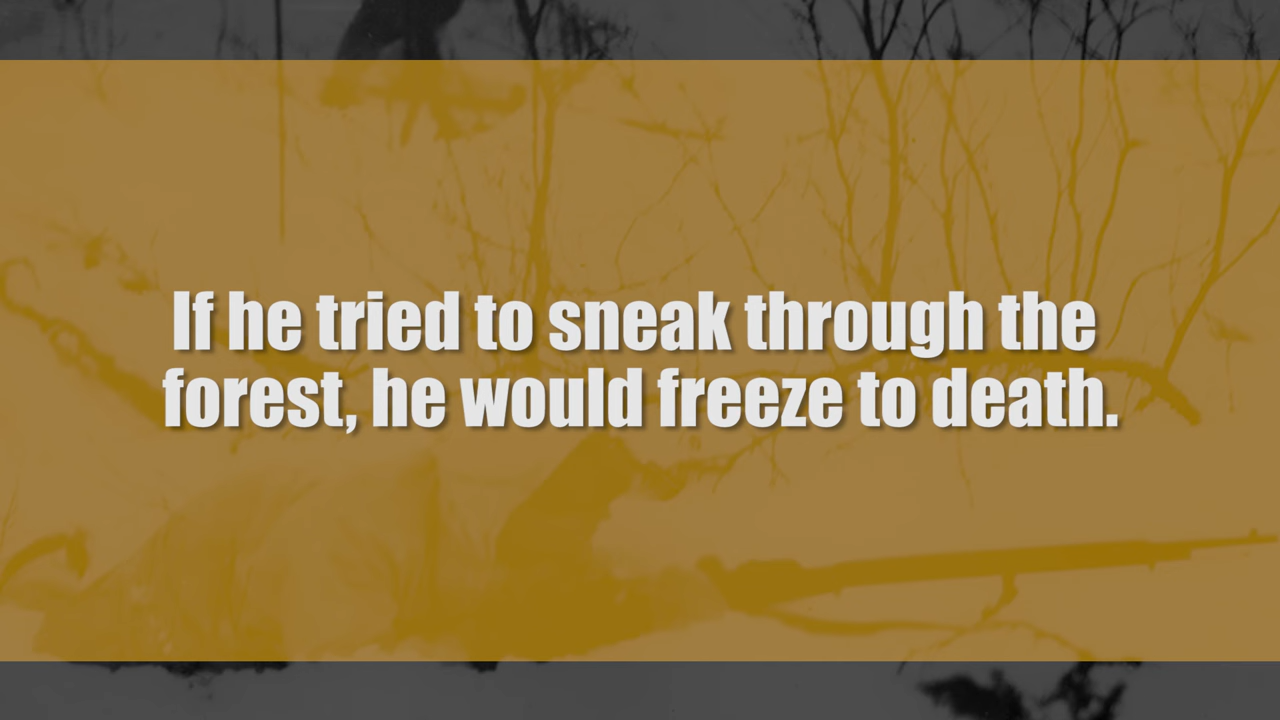 If he tried to sneak through the
forest, he would freeze to death.